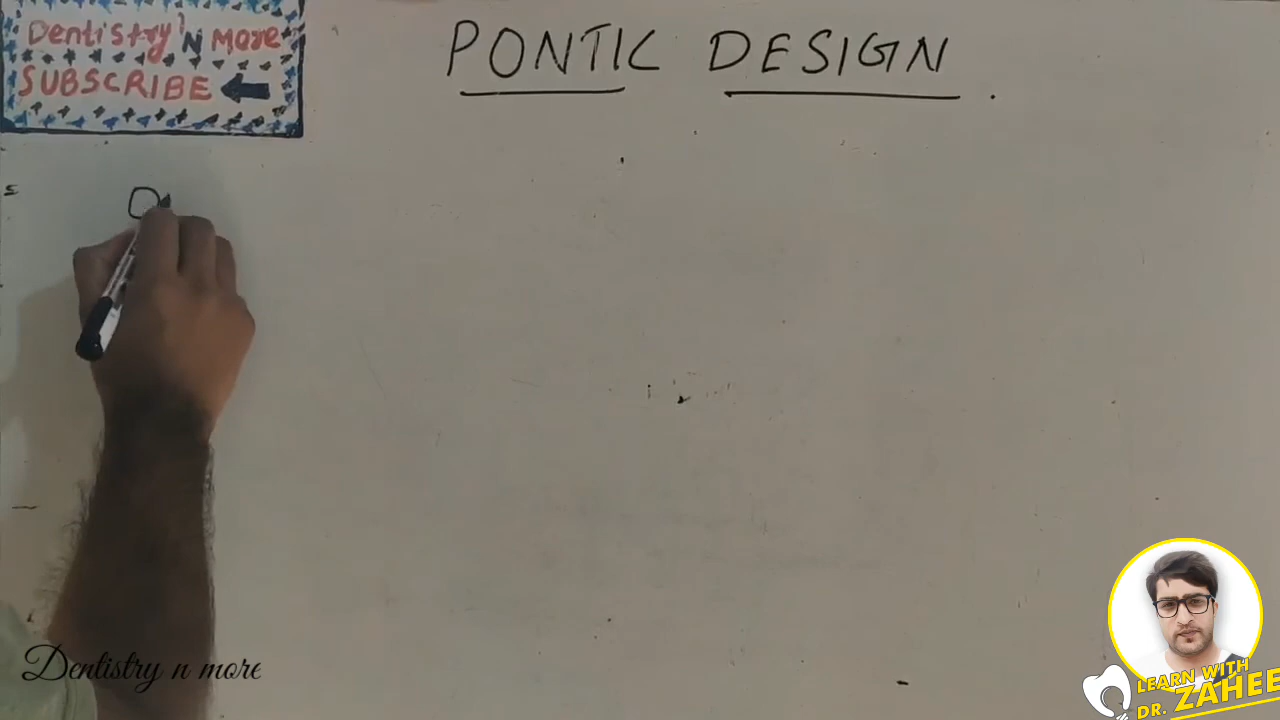 Dentistry'N More
SUBSCRIBE
PONTIC DESIGN.
Dentistry n more
LEARN WITH
DR. ZAHEE